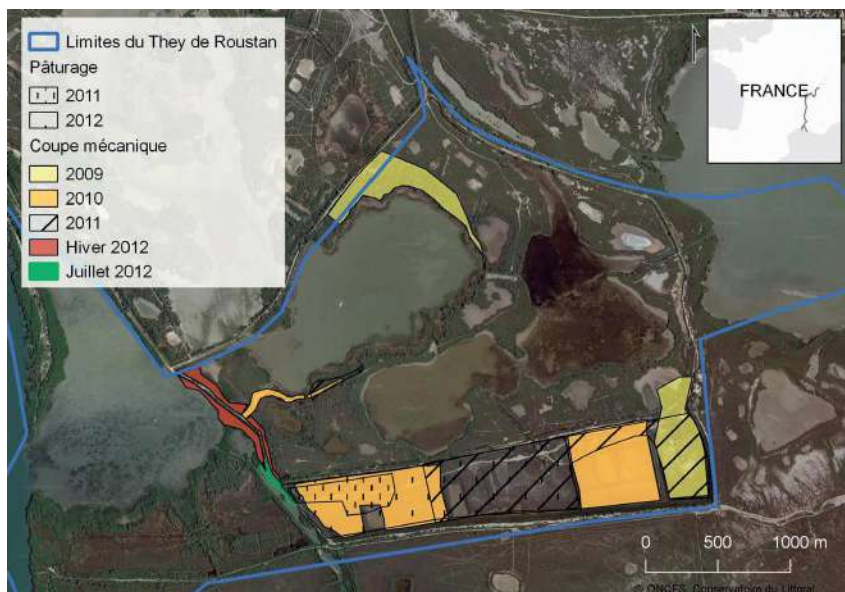 Limites du They de Roustan
Pâturage
2011
2012
Coupe mécanique
2009
2010
2011
Hiver 2012
Juillet 2012
FRANCE
0 500 1000 m
© ONCFS, Conservatoire du Littoral